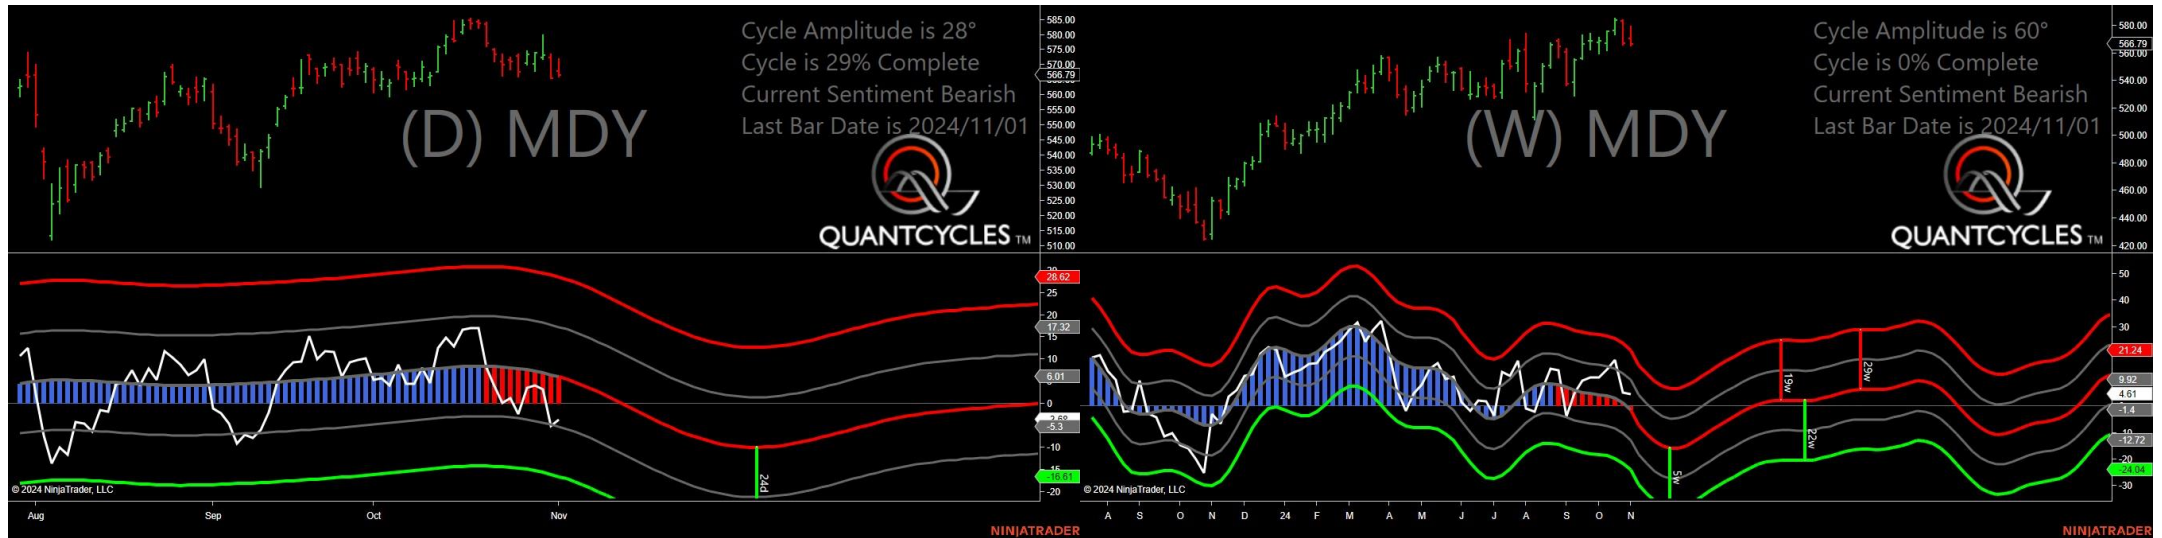 Cycle Amplitude is 28°
Cycle is 29% Complete
Current Sentiment Bearish
Last Bar Date is 2024/11/01
(D) MDY
QUANTCYCLES TM
585.00
580.00
575.00
570.00
566.79
560.00
555.00
550.00
545.00
540.00
535.00
530.00
525.00
520.00
515.00
510.00
28.62
25
20
17.32
15
10
6.01
0
-5.3
-10
-16.61
-20
24d
© 2024 NinjaTrader, LLC
Aug
Sep
Oct
Nov
NINJATRADER
Cycle Amplitude is 60°
Cycle is 0% Complete
Current Sentiment Bearish
Last Bar Date is 2024/11/01
(W) MDY
QUANTCYCLES TM
580.00
566.79
540.00
520.00
500.00
480.00
460.00
440.00
420.00
50
40
30
21.24
9.92
4.61
-1.4
-12.72
-20
-24.04
-30
19w
29w
22w
5w
© 2024 NinjaTrader, LLC
A S O N D 24 F M A M J J A S O N
NINJATRADER